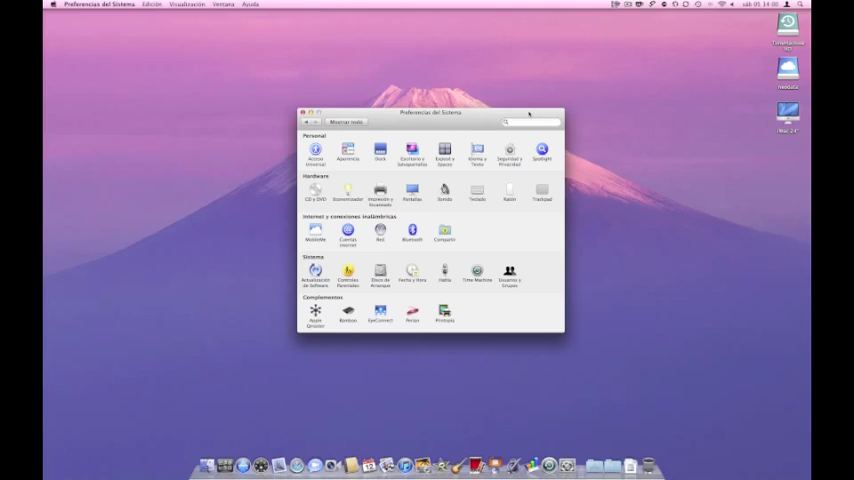 Preferencias del Sistema Edición Visualización Ventana Ayuda
sáb 05 14:00
Preferencias del Sistema
Mostrar todo
Personal
Acceso Universal
Apariencia
Dock
Escritorio y Salvapantallas
Exposé y Spaces
Idioma y Texto
Seguridad y Privacidad
Spotlight
Hardware
CD y DVD
Economizador
Impresión y Escaneado
Pantallas
Sonido
Teclado
Ratón
Trackpad
Internet y conexiones inalámbricas
MobileMe
Cuentas Internet
Red
Bluetooth
Compartir
Sistema
Actualización de Software
Controles Parentales
Disco de Arranque
Fecha y Hora
Habla
Time Machine
Usuarios y Grupos
Complementos
Apple Qmaster
Bamboo
EyeConnect
Perian
Printopia
iMac 24"